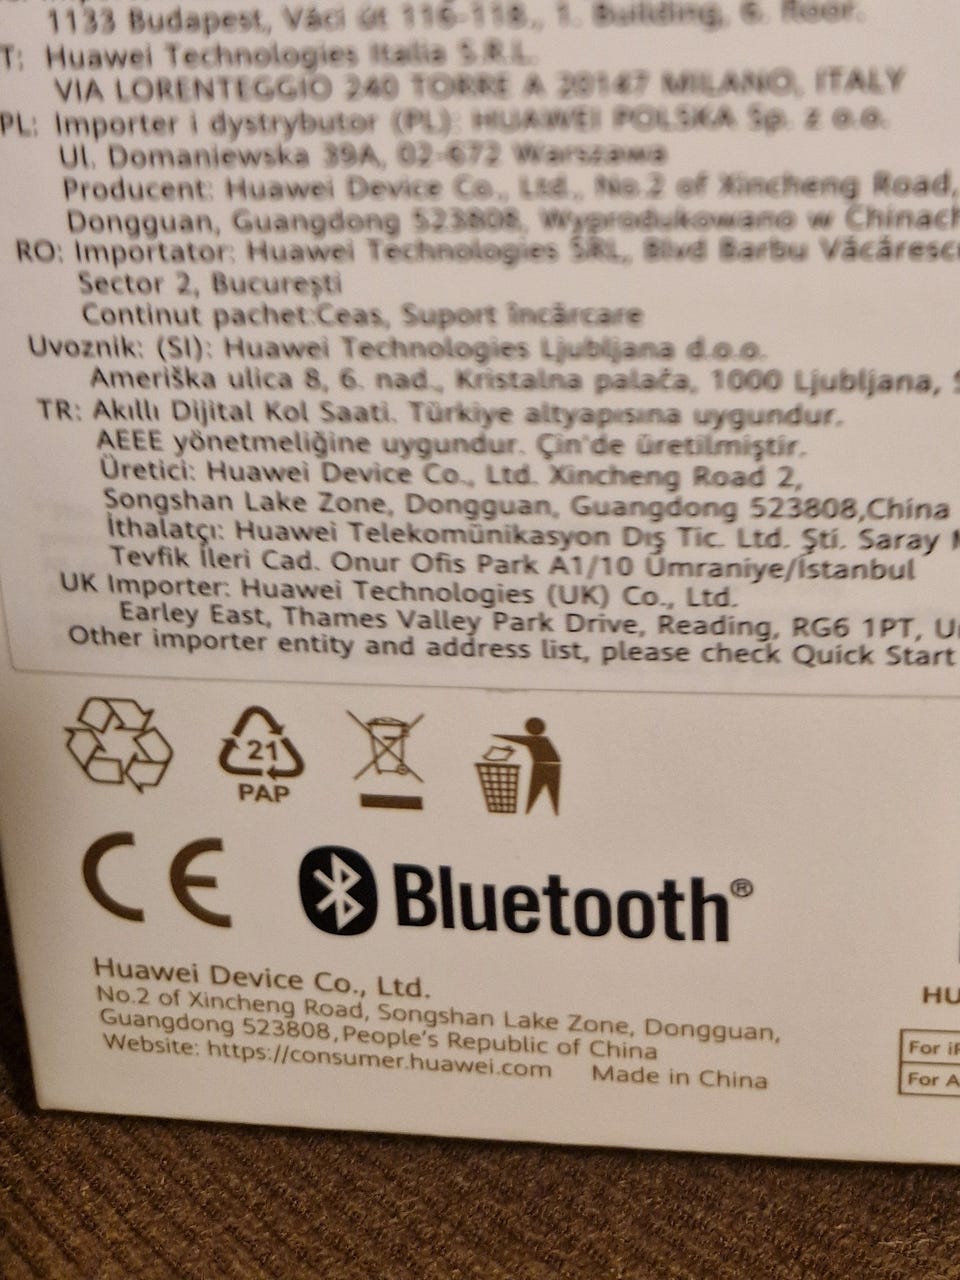 1133 Budapest, Váci út 116-118., 1. Building, 6. floor.
T: Huawei Technologies Italia S.R.L.
VIA LORENTEGGIO 240 TORRE A 20147 MILANO, ITALY
PL: Importer i dystrybutor (PL): HUAWEI POLSKA Sp. z o.o.
Ul. Domaniewska 39A, 02-672 Warszawa
Producent: Huawei Device Co., Ltd., No.2 of Xincheng Road,
Dongguan, Guangdong 523808, Wyprodukowano w Chinach
RO: Importator: Huawei Technologies SRL, Blvd Barbu Văcărescu
Sector 2, București
Continut pachet:Ceas, Suport încărcare
Uvoznik: (SI): Huawei Technologies Ljubljana d.o.o.
Ameriška ulica 8, 6. nad., Kristalna palača, 1000 Ljubljana, S
TR: Akıllı Dijital Kol Saati. Türkiye altyapısına uygundur.
AEEE yönetmeliğine uygundur. Çin'de üretilmiştir.
Üretici: Huawei Device Co., Ltd. Xincheng Road 2,
Songshan Lake Zone, Dongguan, Guangdong 523808,China
İthalatçı: Huawei Telekomünikasyon Dış Tic. Ltd. Şti. Saray M
Tevfik İleri Cad. Onur Ofis Park A1/10 Ümraniye/İstanbul
UK Importer: Huawei Technologies (UK) Co., Ltd.
Earley East, Thames Valley Park Drive, Reading, RG6 1PT, Un
Other importer entity and address list, please check Quick Start
21
PAP
CE
Bluetooth®
Huawei Device Co., Ltd.
No.2 of Xincheng Road, Songshan Lake Zone, Dongguan,
Guangdong 523808,People's Republic of China
Website: https://consumer.huawei.com Made in China
HU
For iP
For A